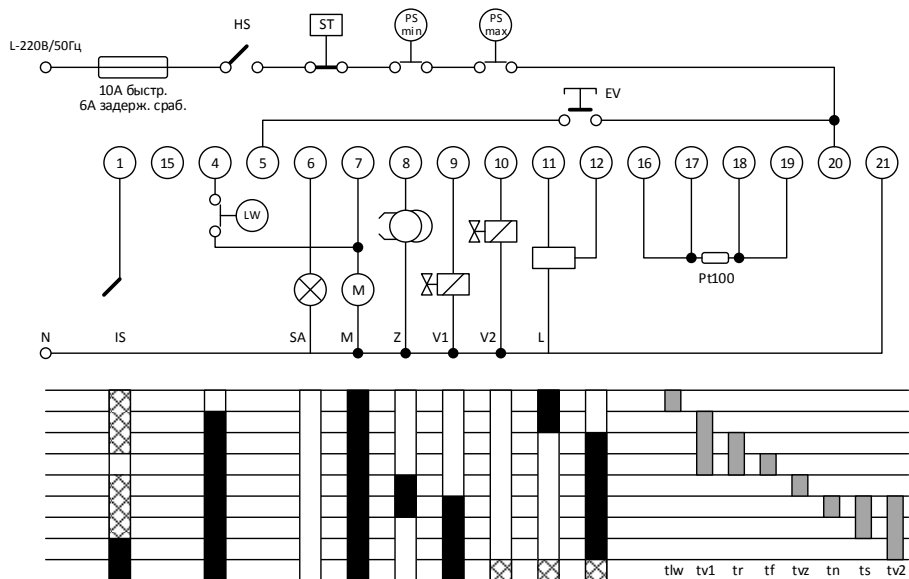 HS
ST
PS
min
PS
max
L-220В/50Гц
10А быстр.
6А задерж. сраб.
EV
1 15 4 5 6 7 8 9 10 11 12 16 17 18 19 20 21
LW
Pt100
M
N IS SA M Z V1 V2 L
tlw tv1 tr tf tvz tn ts tv2